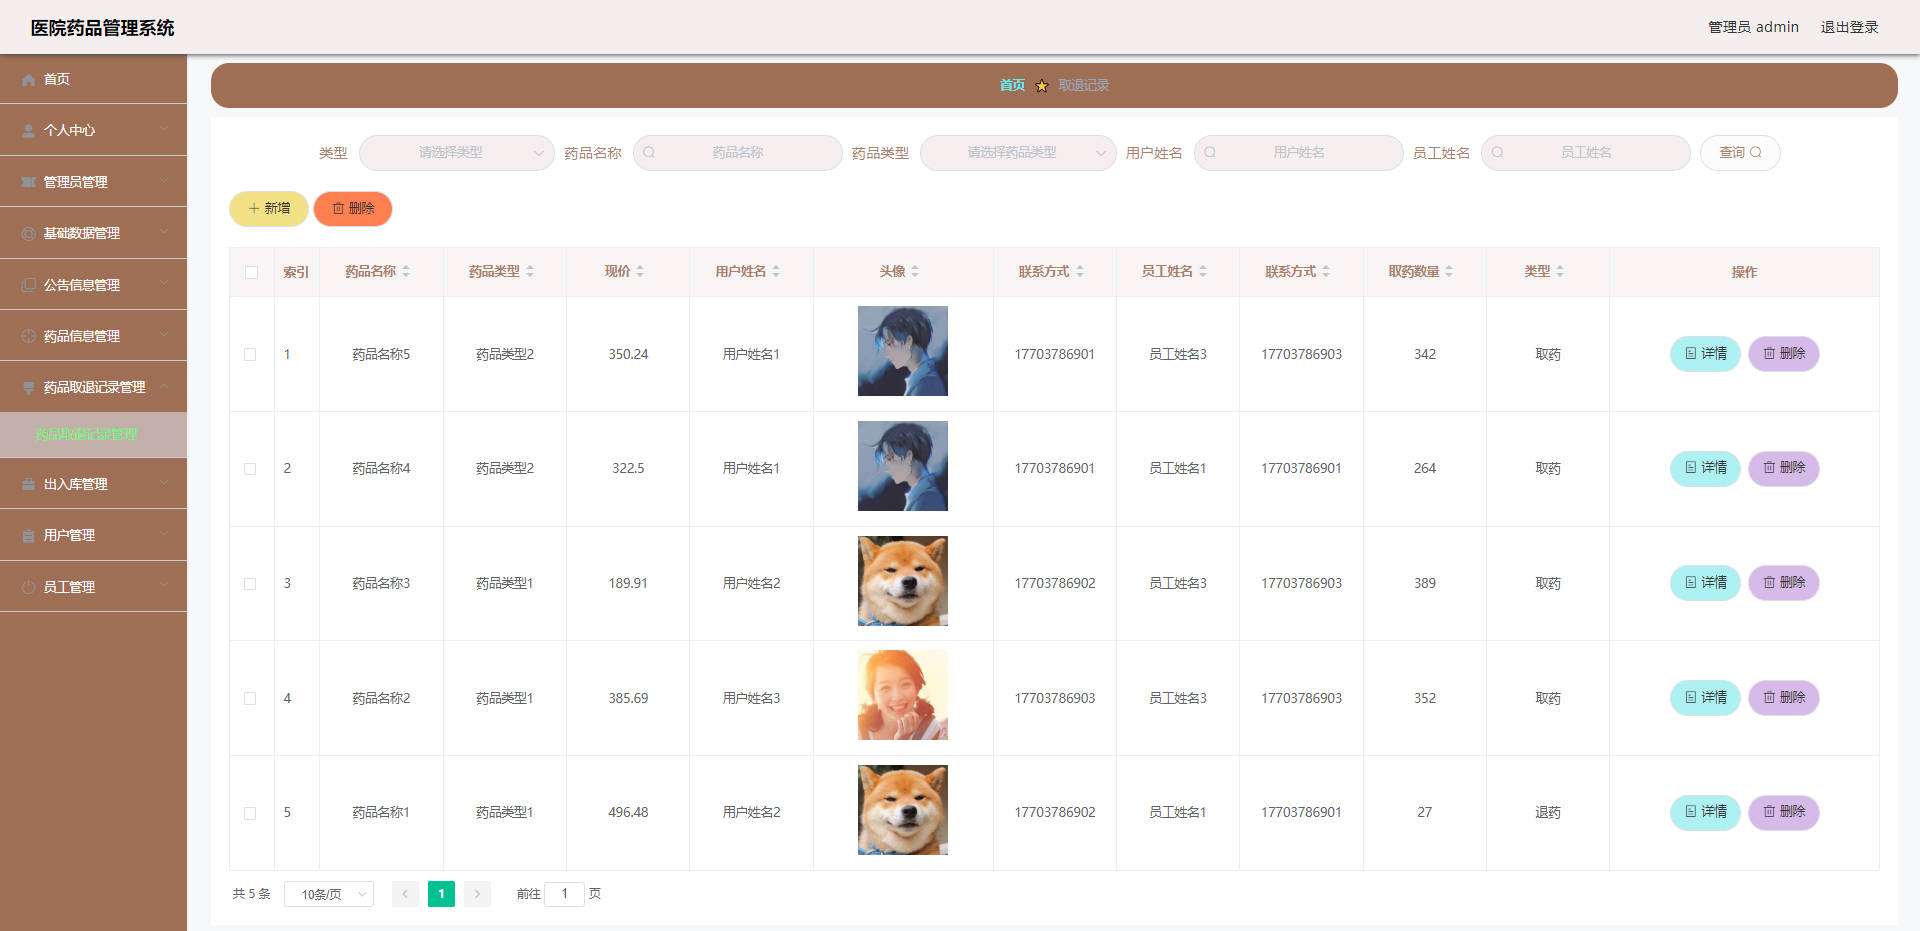 医院药品管理系统
管理员 admin 退出登录
首页
个人中心
管理员管理
基础数据管理
公告信息管理
药品信息管理
药品取退记录管理
药品取退记录管理
出入库管理
用户管理
员工管理
首页 取退记录
类型 请选择类型 药品名称 药品名称 药品类型 请选择药品类型 用户姓名 用户姓名 员工姓名 员工姓名 查询
新增 删除
索引 药品名称 药品类型 现价 用户姓名 头像 联系方式 员工姓名 联系方式 取药数量 类型 操作
1 药品名称5 药品类型2 350.24 用户姓名1 17703786901 员工姓名3 17703786903 342 取药 详情 删除
2 药品名称4 药品类型2 322.5 用户姓名1 17703786901 员工姓名1 17703786901 264 取药 详情 删除
3 药品名称3 药品类型1 189.91 用户姓名2 17703786902 员工姓名3 17703786903 389 取药 详情 删除
4 药品名称2 药品类型1 385.69 用户姓名3 17703786903 员工姓名3 17703786903 352 取药 详情 删除
5 药品名称1 药品类型1 496.48 用户姓名2 17703786902 员工姓名1 17703786901 27 退药 详情 删除
共 5 条 10条/页 1 前往 1 页